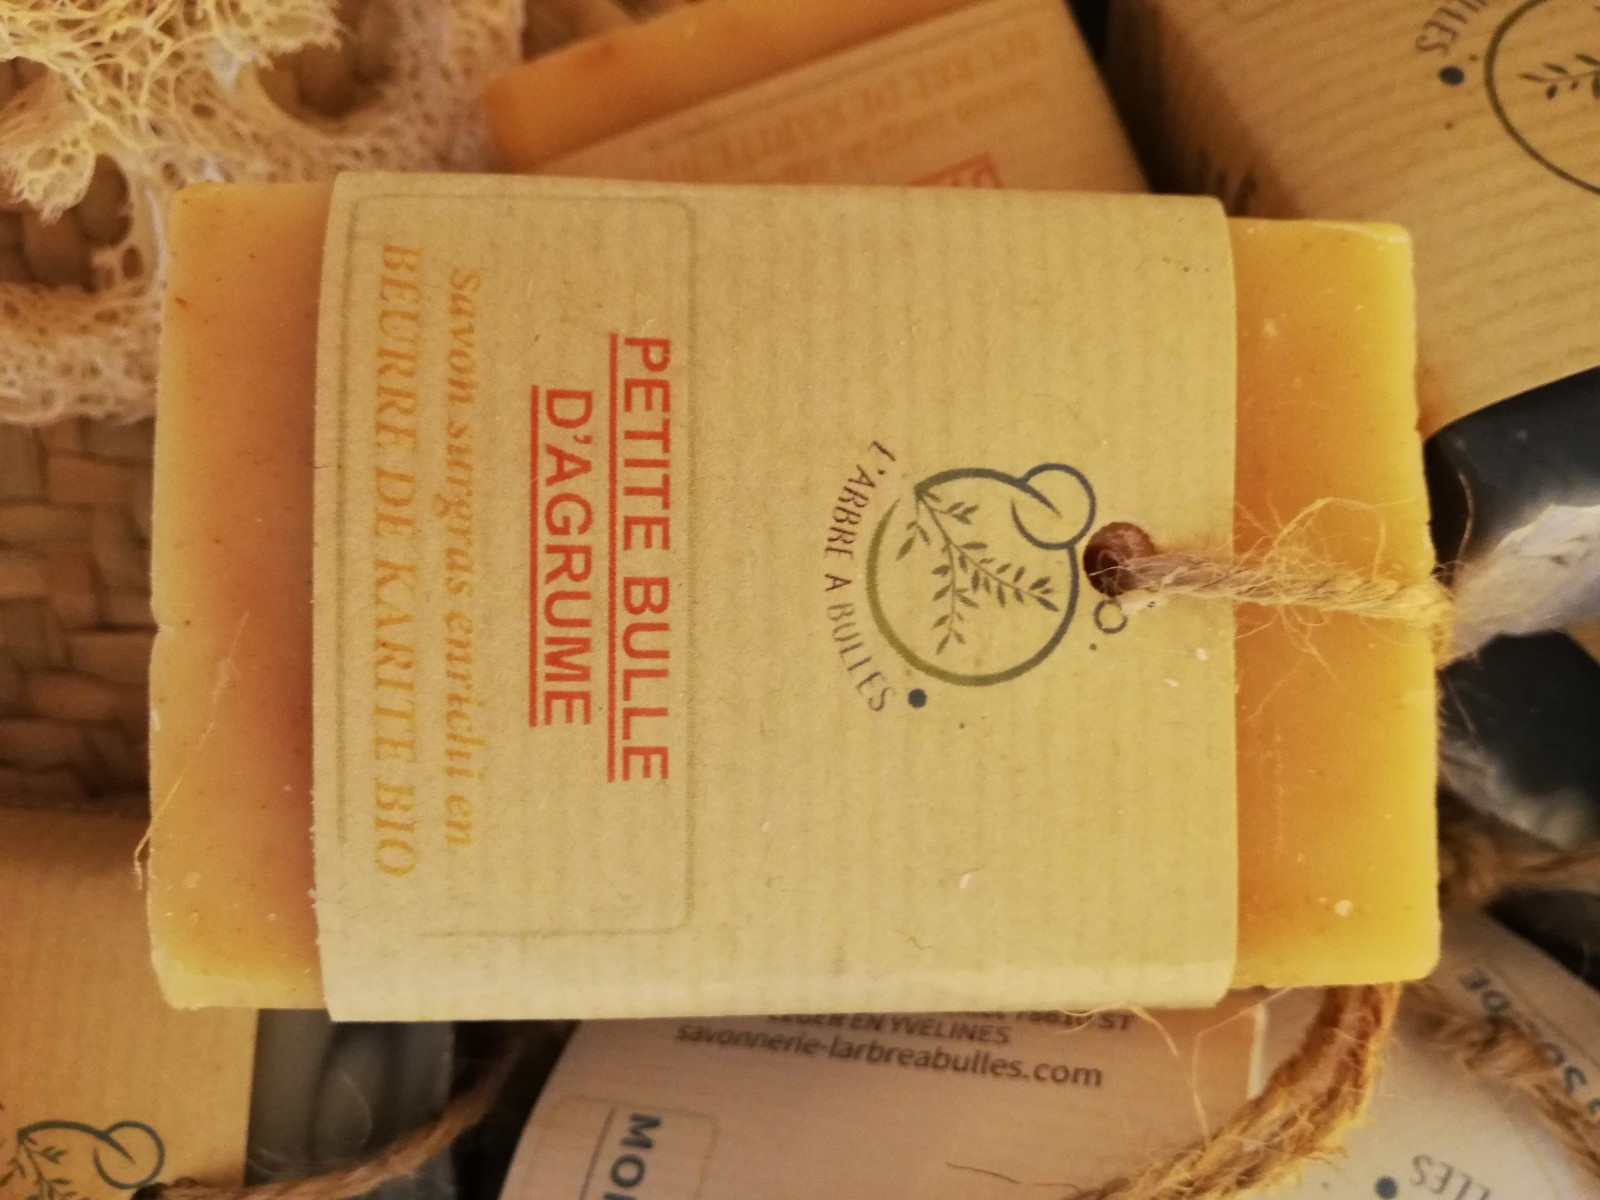 L'ARBRE A BULLES
PETITE BULLE
D'AGRUME
Savon surgras enrichi en
BEURRE DE KARITE BIO
ST
LEGER EN YVELINES
savonnerie-larbreabulles.com